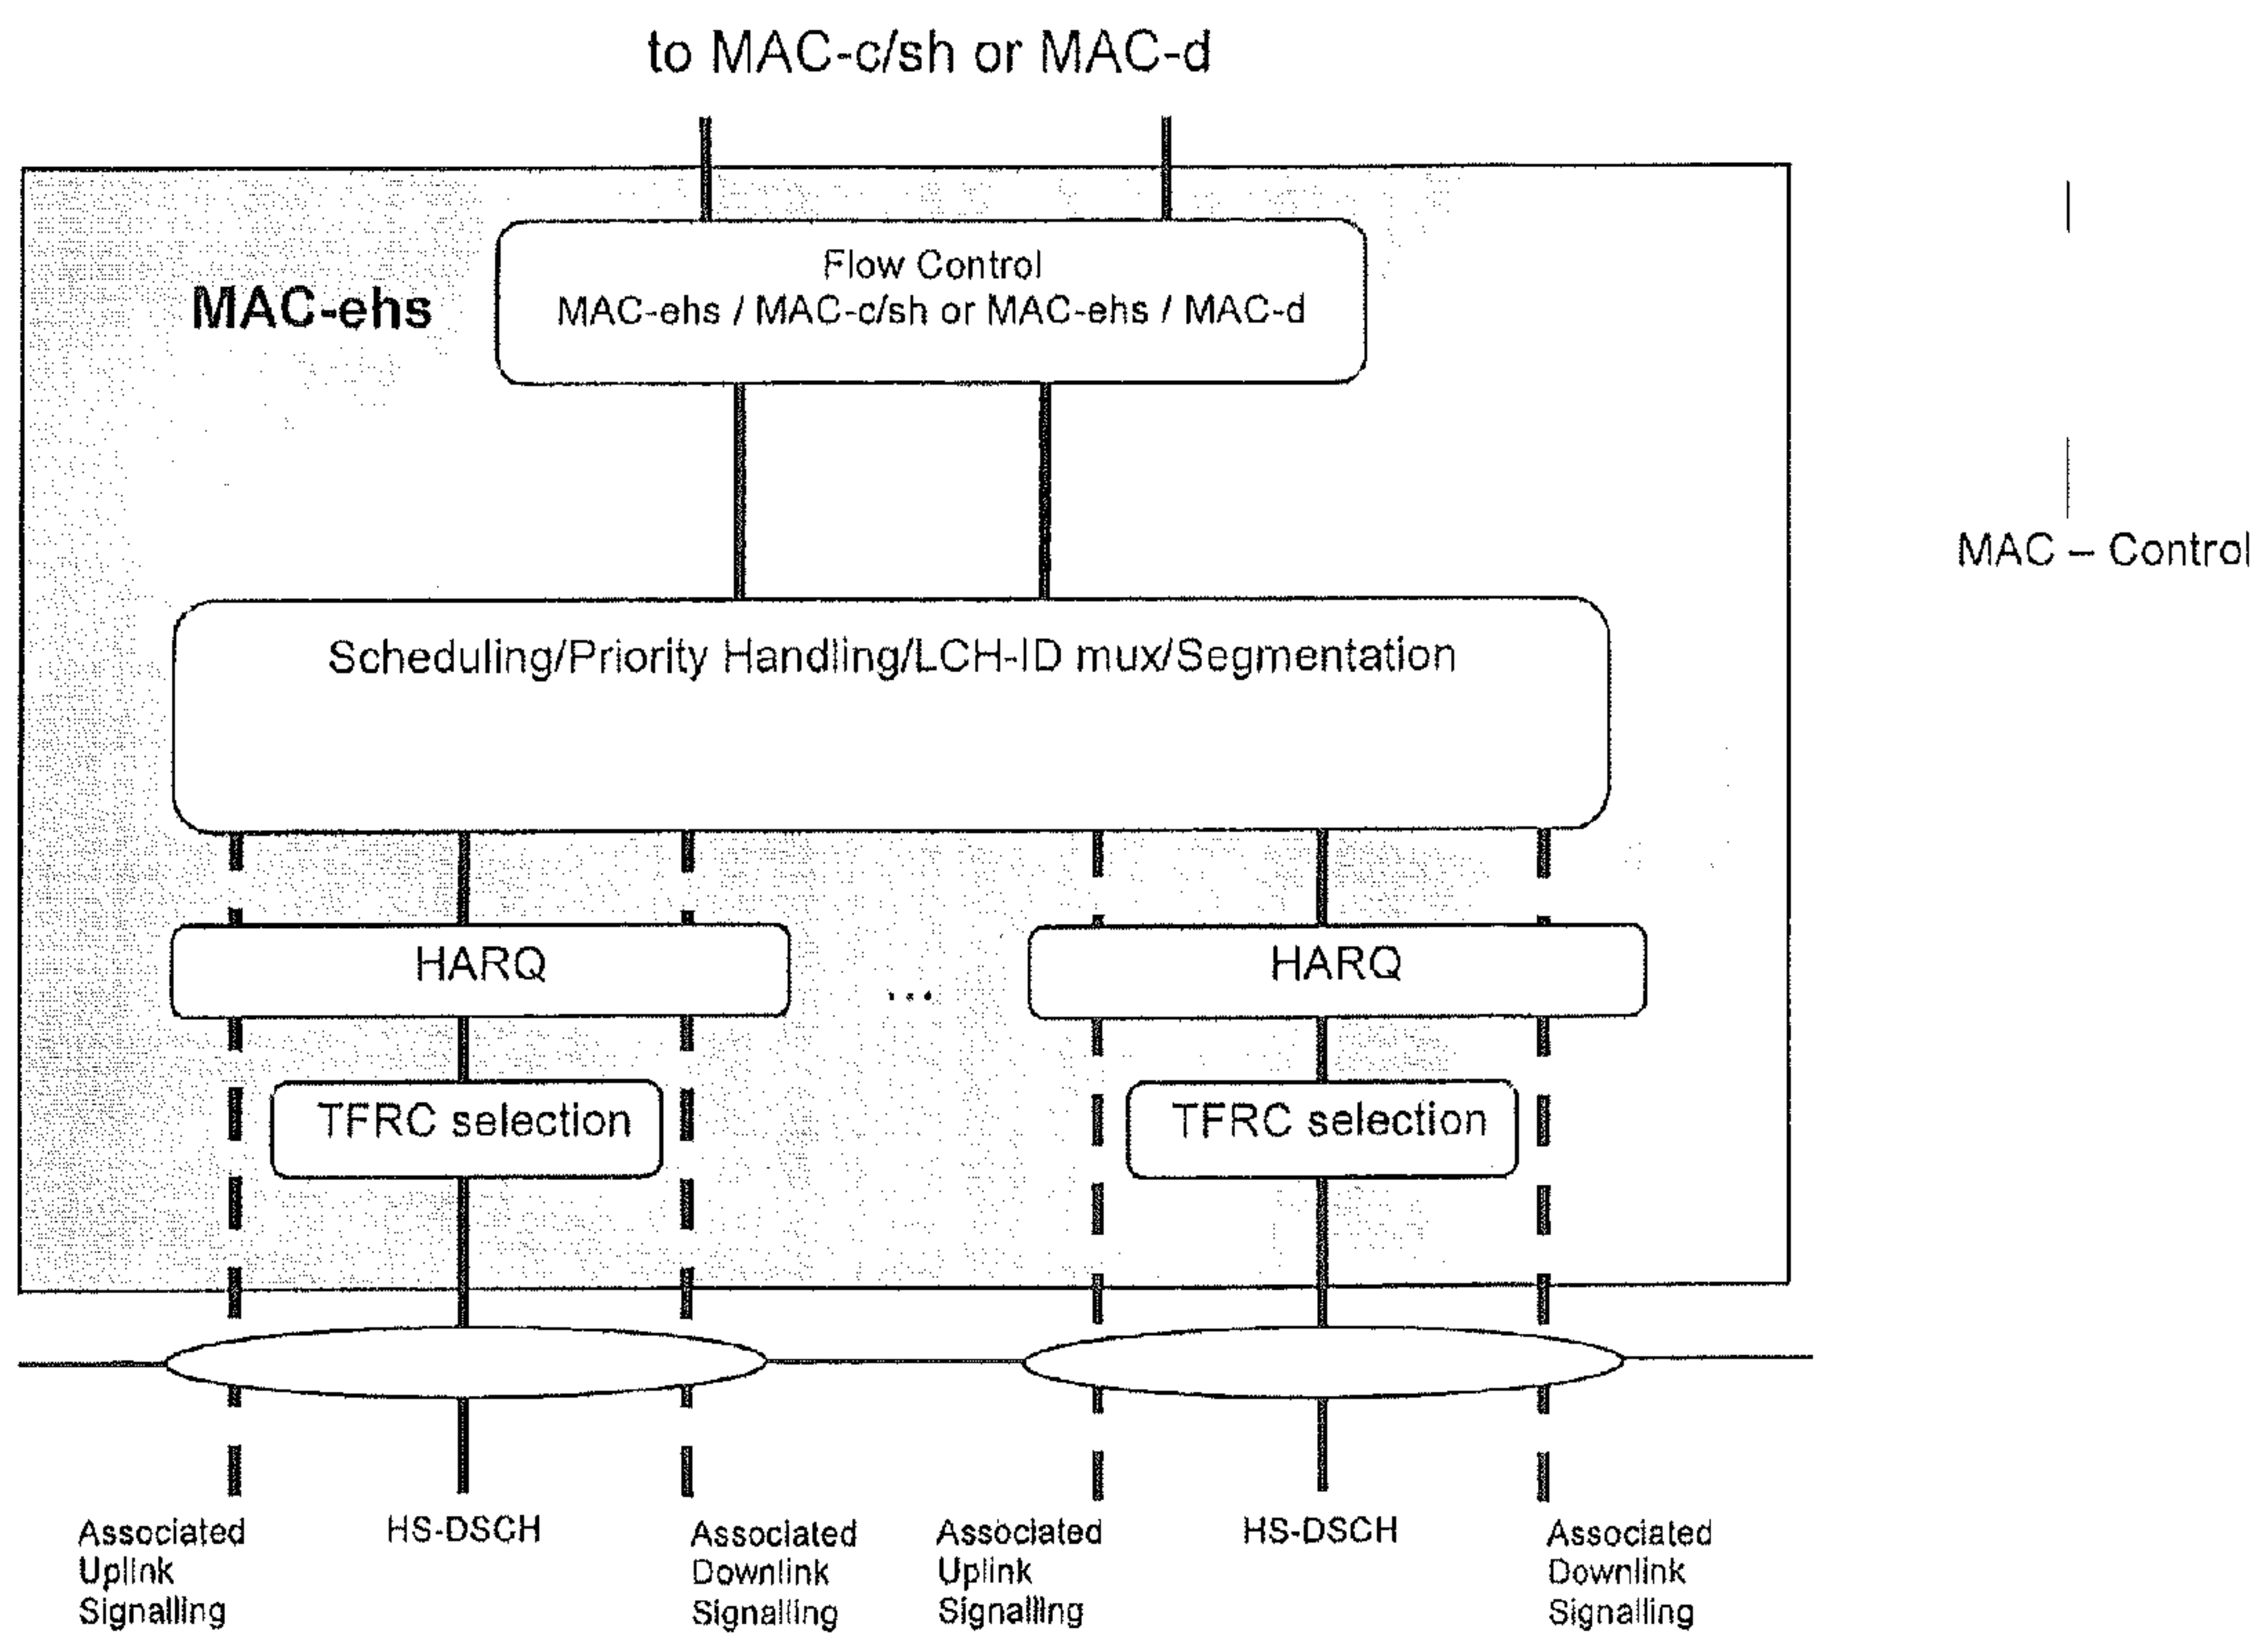 to MAC-c/sh or MAC-d
MAC-ehs
Flow Control
MAC-ehs / MAC-c/sh or MAC-ehs / MAC-d
MAC – Control
Scheduling/Priority Handling/LCH-ID mux/Segmentation
HARQ
...
HARQ
TFRC selection
TFRC selection
Associated
Uplink
Signalling
HS-DSCH
Associated
Downlink
Signalling
Associated
Uplink
Signalling
HS-DSCH
Associated
Downlink
Signalling